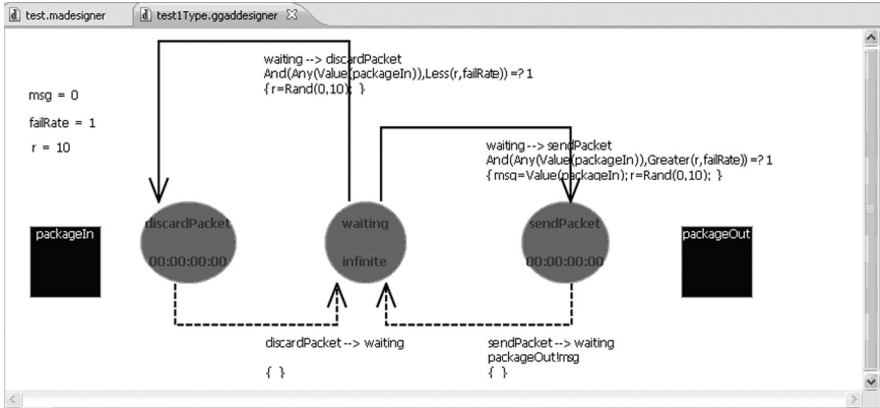 test.madesigner
test1Type.ggaddesigner
waiting --> discardPacket
And(Any(Value(packageIn)),Less(r,failRate)) =? 1
{ r=Rand(0,10); }
msg = 0
failRate = 1
r = 10
waiting --> sendPacket
And(Any(Value(packageIn)),Greater(r,failRate)) =? 1
{ msg=Value(packageIn); r=Rand(0,10); }
packageIn
discardPacket
00:00:00:00
waiting
infinite
sendPacket
00:00:00:00
packageOut
discardPacket --> waiting
{ }
sendPacket --> waiting
packageOut!msg
{ }